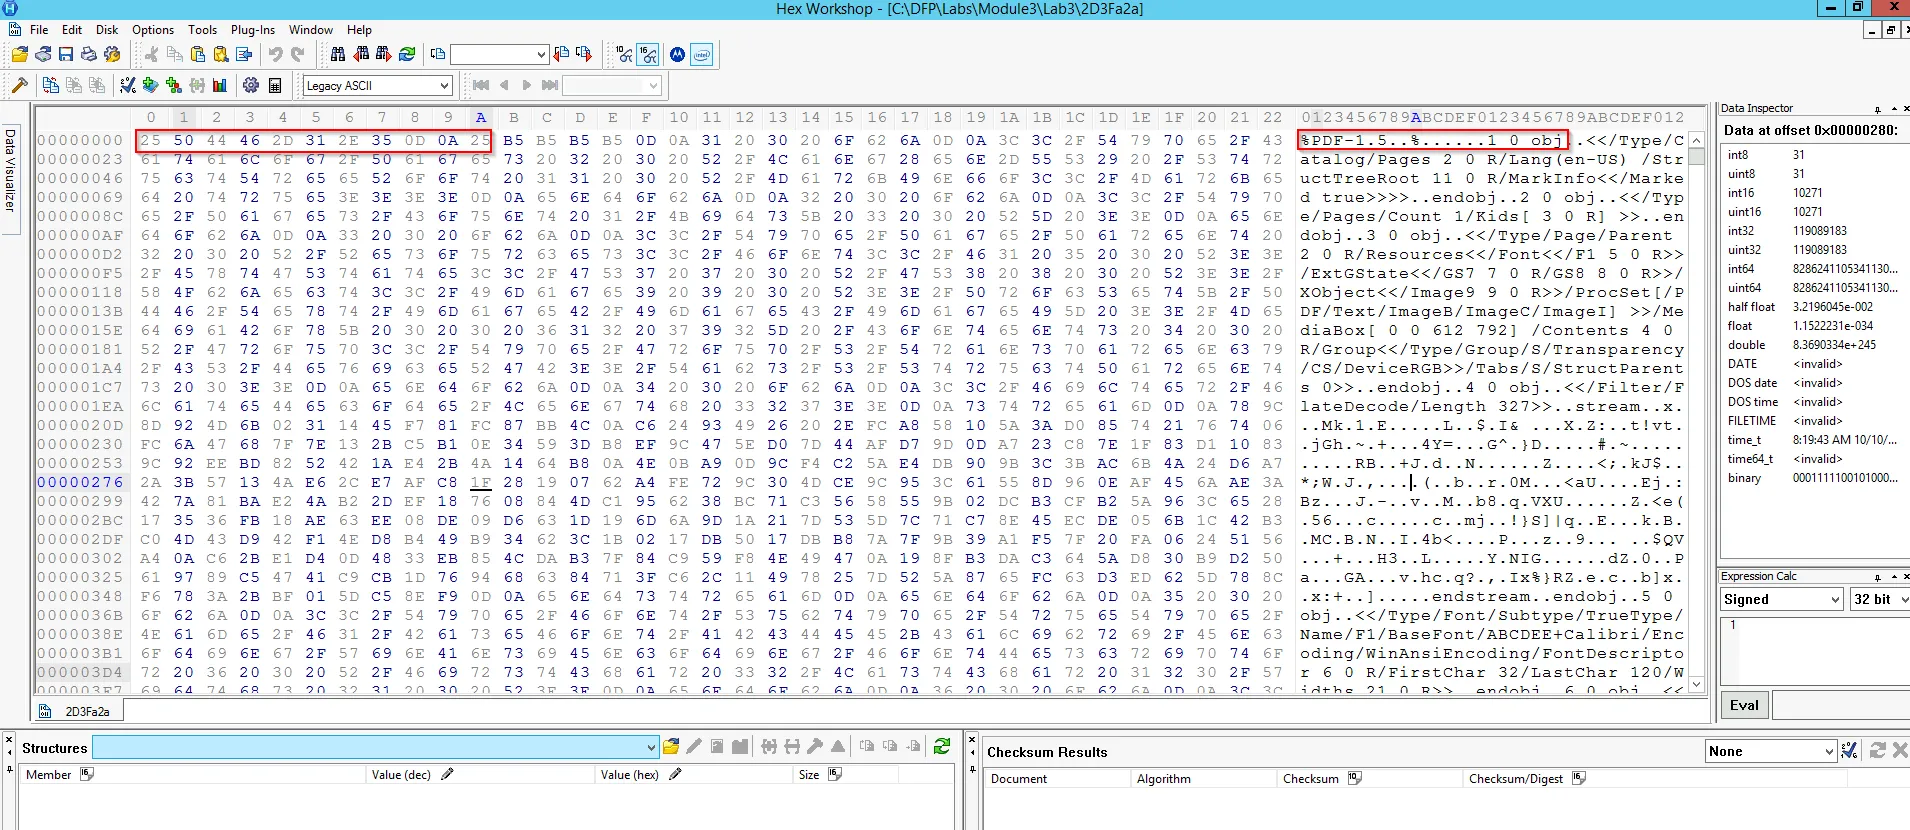 Hex Workshop - [C:\DFP\Labs\Module3\Lab3\2D3Fa2a]
File Edit Disk Options Tools Plug-Ins Window Help
Legacy ASCII
Data Visualizer
0 1 2 3 4 5 6 7 8 9 A B C D E F 10 11 12 13 14 15 16 17 18 19 1A 1B 1C 1D 1E 1F 20 21 22 0123456789ABCDEF0123456789ABCDEF012
00000000 25 50 44 46 2D 31 2E 35 0D 0A 25 B5 B5 B5 B5 0D 0A 31 20 30 20 6F 62 6A 0D 0A 3C 3C 2F 54 79 70 65 2F 43 %PDF-1.5..%......1 0 obj..<</Type/C
00000023 61 74 61 6C 6F 67 2F 50 61 67 65 73 20 32 20 30 20 52 2F 4C 61 6E 67 28 65 6E 2D 55 53 29 20 2F 53 74 72 atalog/Pages 2 0 R/Lang(en-US) /Str
00000046 75 63 74 54 72 65 65 52 6F 6F 74 20 31 31 20 30 20 52 2F 4D 61 72 6B 49 6E 66 6F 3C 3C 2F 4D 61 72 6B 65 uctTreeRoot 11 0 R/MarkInfo<</Marke
00000069 64 20 74 72 75 65 3E 3E 3E 3E 0D 0A 65 6E 64 6F 62 6A 0D 0A 32 20 30 20 6F 62 6A 0D 0A 3C 3C 2F 54 79 70 d true>>>>..endobj..2 0 obj..<</Typ
0000008C 65 2F 50 61 67 65 73 2F 43 6F 75 6E 74 20 31 2F 4B 69 64 73 5B 20 33 20 30 20 52 5D 20 3E 3E 0D 0A 65 6E e/Pages/Count 1/Kids[ 3 0 R] >>..en
000000AF 64 6F 62 6A 0D 0A 33 20 30 20 6F 62 6A 0D 0A 3C 3C 2F 54 79 70 65 2F 50 61 67 65 2F 50 61 72 65 6E 74 20 dobj..3 0 obj..<</Type/Page/Parent
000000D2 32 20 30 20 52 2F 52 65 73 6F 75 72 63 65 73 3C 3C 2F 46 6F 6E 74 3C 3C 2F 46 31 20 35 20 30 20 52 3E 3E 2 0 R/Resources<</Font<</F1 5 0 R>>
000000F5 2F 45 78 74 47 53 74 61 74 65 3C 3C 2F 47 53 37 20 37 20 30 20 52 2F 47 53 38 20 38 20 30 20 52 3E 3E 2F /ExtGState<</GS7 7 0 R/GS8 8 0 R>>/
00000118 58 4F 62 6A 65 63 74 3C 3C 2F 49 6D 61 67 65 39 20 39 20 30 20 52 3E 3E 2F 50 72 6F 63 53 65 74 5B 2F 50 XObject<</Image9 9 0 R>>/ProcSet[/P
0000013B 44 46 2F 54 65 78 74 2F 49 6D 61 67 65 42 2F 49 6D 61 67 65 43 2F 49 6D 61 67 65 49 5D 20 3E 3E 2F 4D 65 DF/Text/ImageB/ImageC/ImageI] >>/Me
0000015E 64 69 61 42 6F 78 5B 20 30 20 30 20 36 31 32 20 37 39 32 5D 20 2F 43 6F 6E 74 65 6E 74 73 20 34 20 30 20 diaBox[ 0 0 612 792] /Contents 4 0
00000181 52 2F 47 72 6F 75 70 3C 3C 2F 54 79 70 65 2F 47 72 6F 75 70 2F 53 2F 54 72 61 6E 73 70 61 72 65 6E 63 79 R/Group<</Type/Group/S/Transparency
000001A4 2F 43 53 2F 44 65 76 69 63 65 52 47 42 3E 3E 2F 54 61 62 73 2F 53 2F 53 74 72 75 63 74 50 61 72 65 6E 74 /CS/DeviceRGB>>/Tabs/S/StructParent
000001C7 73 20 30 3E 3E 0D 0A 65 6E 64 6F 62 6A 0D 0A 34 20 30 20 6F 62 6A 0D 0A 3C 3C 2F 46 69 6C 74 65 72 2F 46 s 0>>..endobj..4 0 obj..<</Filter/F
000001EA 6C 61 74 65 44 65 63 6F 64 65 2F 4C 65 6E 67 74 68 20 33 32 37 3E 3E 0D 0A 73 74 72 65 61 6D 0D 0A 78 9C lateDecode/Length 327>>..stream..x.
0000020D 8D 92 4D 6B 02 31 14 45 F7 81 FC 87 BB 4C 0A C6 24 93 49 26 20 2E FC A8 58 10 5A 3A D0 85 74 21 76 74 06 ..Mk.1.E.....L..$.I& ...X.Z:..t!vt.
00000230 FC 6A 47 68 7F 7E 13 2B C5 B1 0E 34 59 3D B8 EF 9C 47 5E D0 7D 44 AF D7 9D 0D A7 23 C8 7E 1F 83 D1 10 83 .jGh.~.+...4Y=...G^.}D.....#.~.....
00000253 9C 92 EE BD 82 52 42 1A E4 2B 4A 14 64 B8 0A 4E 0B A9 0D 9C F4 C2 5A E4 DB 90 9B 3C 3B AC 6B 4A 24 D6 A7 .....RB..+J.d..N......Z....<;.kJ$..
00000276 2A 3B 57 13 4A E6 2C E7 AF C8 1F 28 19 07 62 A4 FE 72 9C 30 4D CE 9C 95 3C 61 55 8D 96 0E AF 45 6A AE 3A *;W.J.,....(..b..r.0M...<aU....Ej.:
00000299 42 7A 81 BA E2 4A B2 2D EF 18 76 08 84 4D C1 95 62 38 BC 71 C3 56 58 55 9B 02 DC B3 CF B2 5A 96 3C 65 28 Bz...J.-..v..M..b8.q.VXU.....Z.<e(
000002BC 17 35 36 FB 18 AE 63 EE 08 DE 09 D6 63 1D 19 6D 6A 9D 1A 21 7D 53 5D 7C 71 C7 8E 45 EC DE 05 6B 1C 42 B3 .56...c.....c..mj..!}S]|q..E...k.B.
000002DF C0 4D 43 D9 42 F1 4E D8 B4 49 B9 34 62 3C 1B 02 17 DB 50 17 DB B8 7A 7F 9B 39 A1 F5 7F 20 FA 06 24 51 56 .MC.B.N..I.4b<....P...z..9... ..$QV
00000302 A4 0A C6 2B E1 D4 0D 48 33 EB 85 4C DA B3 7F 84 C9 59 F8 4E 49 47 0A 19 8F B3 DA C3 64 5A D8 30 B9 D2 50 ...+...H3..L.....Y.NIG......dZ.0..P
00000325 61 97 89 C5 47 41 C9 CB 1D 76 94 68 63 84 71 3F C6 2C 11 49 78 25 7D 52 5A 87 65 FC 63 D3 ED 62 5D 78 8C a...GA...v.hc.q?.,.Ix%}RZ.e.c..b]x.
00000348 F6 78 3A 2B BF 01 5D C5 8E F9 0D 0A 65 6E 64 73 74 72 65 61 6D 0D 0A 65 6E 64 6F 62 6A 0D 0A 35 20 30 20 .x:+..].....endstream..endobj..5 0
0000036B 6F 62 6A 0D 0A 3C 3C 2F 54 79 70 65 2F 46 6F 6E 74 2F 53 75 62 74 79 70 65 2F 54 72 75 65 54 79 70 65 2F obj..<</Type/Font/Subtype/TrueType/
0000038E 4E 61 6D 65 2F 46 31 2F 42 61 73 65 46 6F 6E 74 2F 41 42 43 44 45 45 2B 43 61 6C 69 62 72 69 2F 45 6E 63 Name/F1/BaseFont/ABCDEE+Calibri/Enc
000003B1 6F 64 69 6E 67 2F 57 69 6E 41 6E 73 69 45 6E 63 6F 64 69 6E 67 2F 46 6F 6E 74 44 65 73 63 72 69 70 74 6F oding/WinAnsiEncoding/FontDescripto
000003D4 72 20 36 20 30 20 52 2F 46 69 72 73 74 43 68 61 72 20 33 32 2F 4C 61 73 74 43 68 61 72 20 31 32 30 2F 57 r 6 0 R/FirstChar 32/LastChar 120/W
000003F7 69 64 74 68 73 20 32 31 20 30 20 52 3E 3E 0D 0A 65 6E 64 6F 62 6A 0D 0A 36 20 30 20 6F 62 6A 0D 0A 3C 3C idths 21 0 R>>..endobj..6 0 obj..<<
2D3Fa2a
Data Inspector
Data at offset 0x00000280:
int8 31
uint8 31
int16 10271
uint16 10271
int32 119089183
uint32 119089183
int64 8286241105341130...
uint64 8286241105341130...
half float 3.2196045e-002
float 1.1522231e-034
double 8.3690334e+245
DATE <invalid>
DOS date <invalid>
DOS time <invalid>
FILETIME <invalid>
time_t 8:19:43 AM 10/10/...
time64_t <invalid>
binary 0001111100101000...
Expression Calc
Signed 32 bit
1
Eval
Structures
Member Value (dec) Value (hex) Size
Checksum Results
None
Document Algorithm Checksum Checksum/Digest